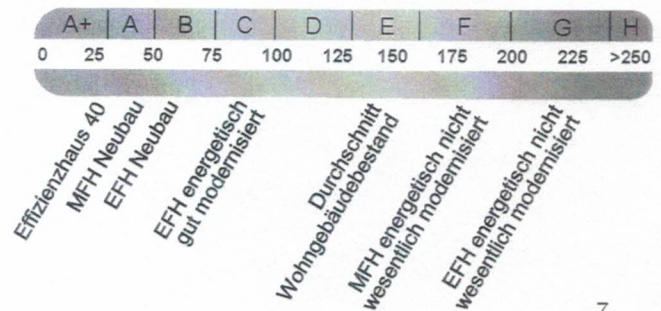 A+ A B C D E F G H
0 25 50 75 100 125 150 175 200 225 >250
Effizienzhaus 40
MFH Neubau
EFH Neubau
EFH energetisch
gut modernisiert
Durchschnitt
Wohngebäudebestand
MFH energetisch nicht
wesentlich modernisiert
EFH energetisch nicht
wesentlich modernisiert
7